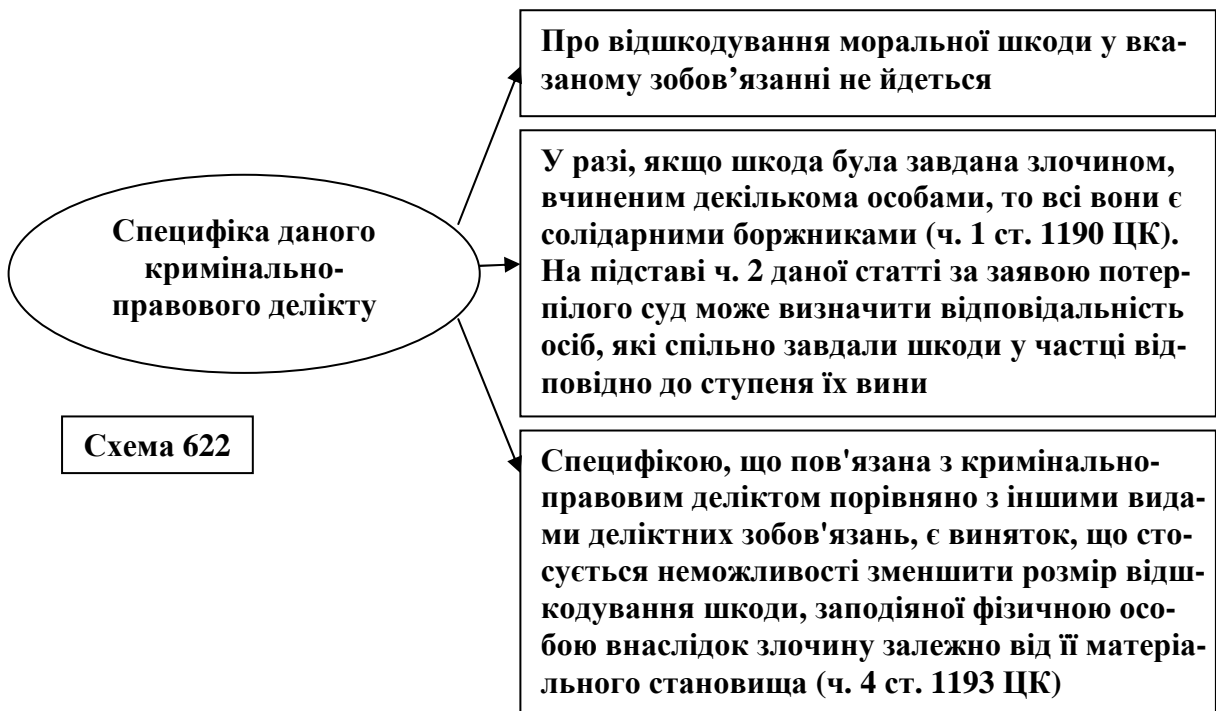 Про відшкодування моральної шкоди у вка-
заному зобов’язанні не йдеться
У разі, якщо шкода була завдана злочином,
вчиненим декількома особами, то всі вони є
солідарними боржниками (ч. 1 ст. 1190 ЦК).
На підставі ч. 2 даної статті за заявою потер-
пілого суд може визначити відповідальність
осіб, які спільно завдали шкоди у частці від-
повідно до ступеня їх вини
Специфіка даного
кримінально-
правового делікту
Схема 622
Специфікою, що пов'язана з кримінально-
правовим деліктом порівняно з іншими вида-
ми деліктних зобов'язань, є виняток, що сто-
сується неможливості зменшити розмір відш-
кодування шкоди, заподіяної фізичною осо-
бою внаслідок злочину залежно від її матеріа-
льного становища (ч. 4 ст. 1193 ЦК)